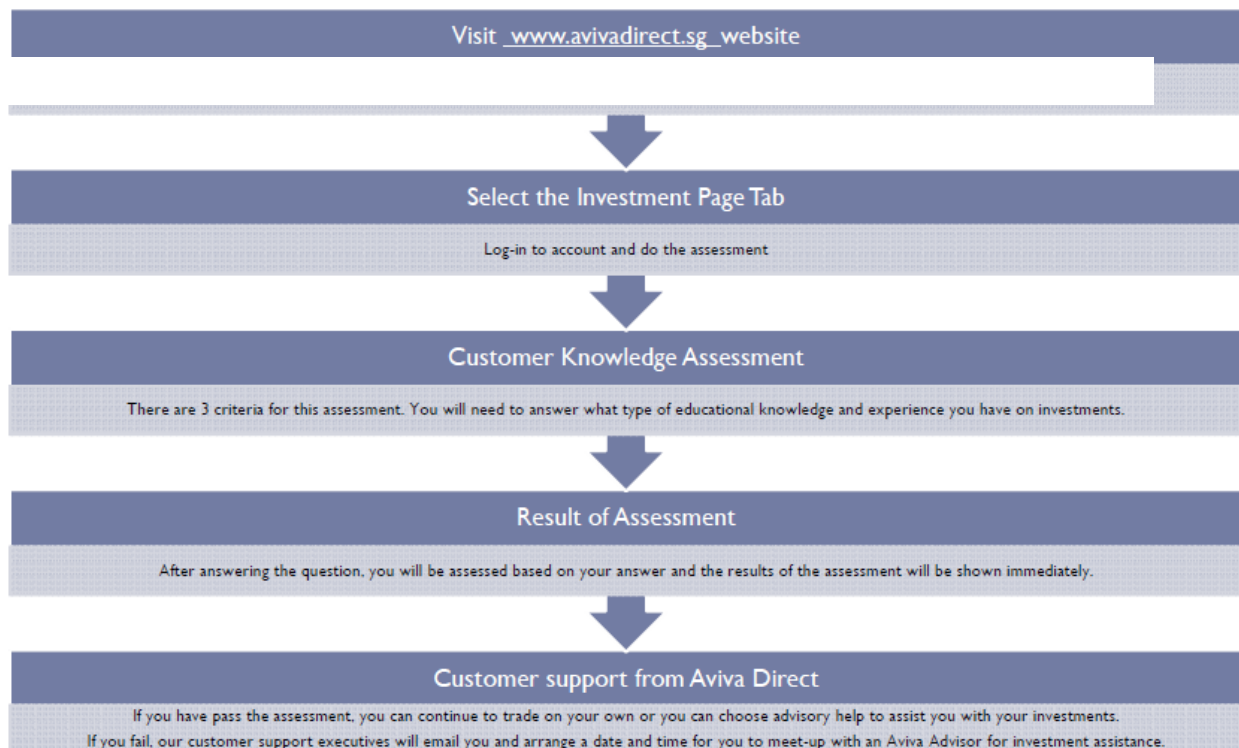 Visit www.avivadirect.sg website
Select the Investment Page Tab
Log-in to account and do the assessment
Customer Knowledge Assessment
There are 3 criteria for this assessment. You will need to answer what type of educational knowledge and experience you have on investments.
Result of Assessment
After answering the question, you will be assessed based on your answer and the results of the assessment will be shown immediately.
Customer support from Aviva Direct
If you have pass the assessment, you can continue to trade on your own or you can choose advisory help to assist you with your investments.
If you fail, our customer support executives will email you and arrange a date and time for you to meet-up with an Aviva Advisor for investment assistance.